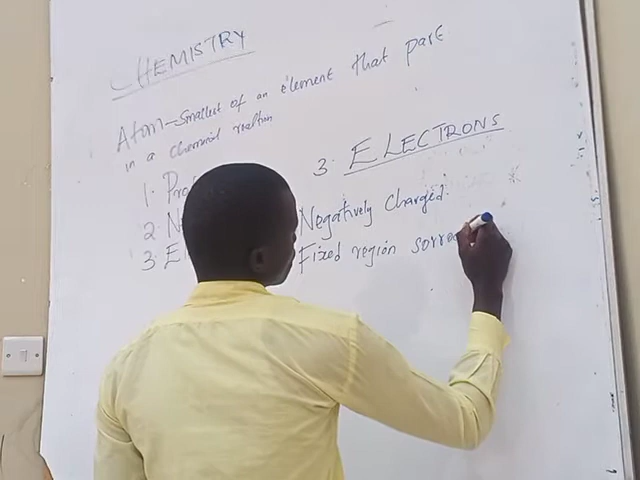 CHEMISTRY
Atom - Smallest of an element that part
in a chemical
3. ELECTRONS
1. Pro
2. N
3. El
Negatively Charged.
Fixed region sorro